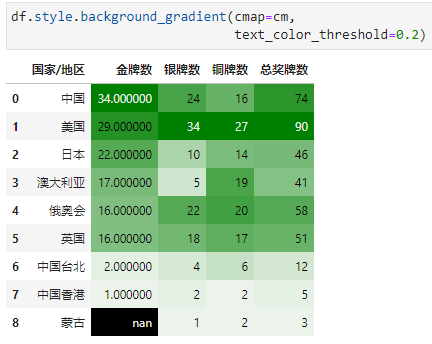 df.style.background_gradient(cmap=cm,
text_color_threshold=0.2)
国家/地区 金牌数 银牌数 铜牌数 总奖牌数
0 中国 34.000000 24 16 74
1 美国 29.000000 34 27 90
2 日本 22.000000 10 14 46
3 澳大利亚 17.000000 5 19 41
4 俄奥会 16.000000 22 20 58
5 英国 16.000000 18 17 51
6 中国台北 2.000000 4 6 12
7 中国香港 1.000000 2 2 5
8 蒙古 nan 1 2 3